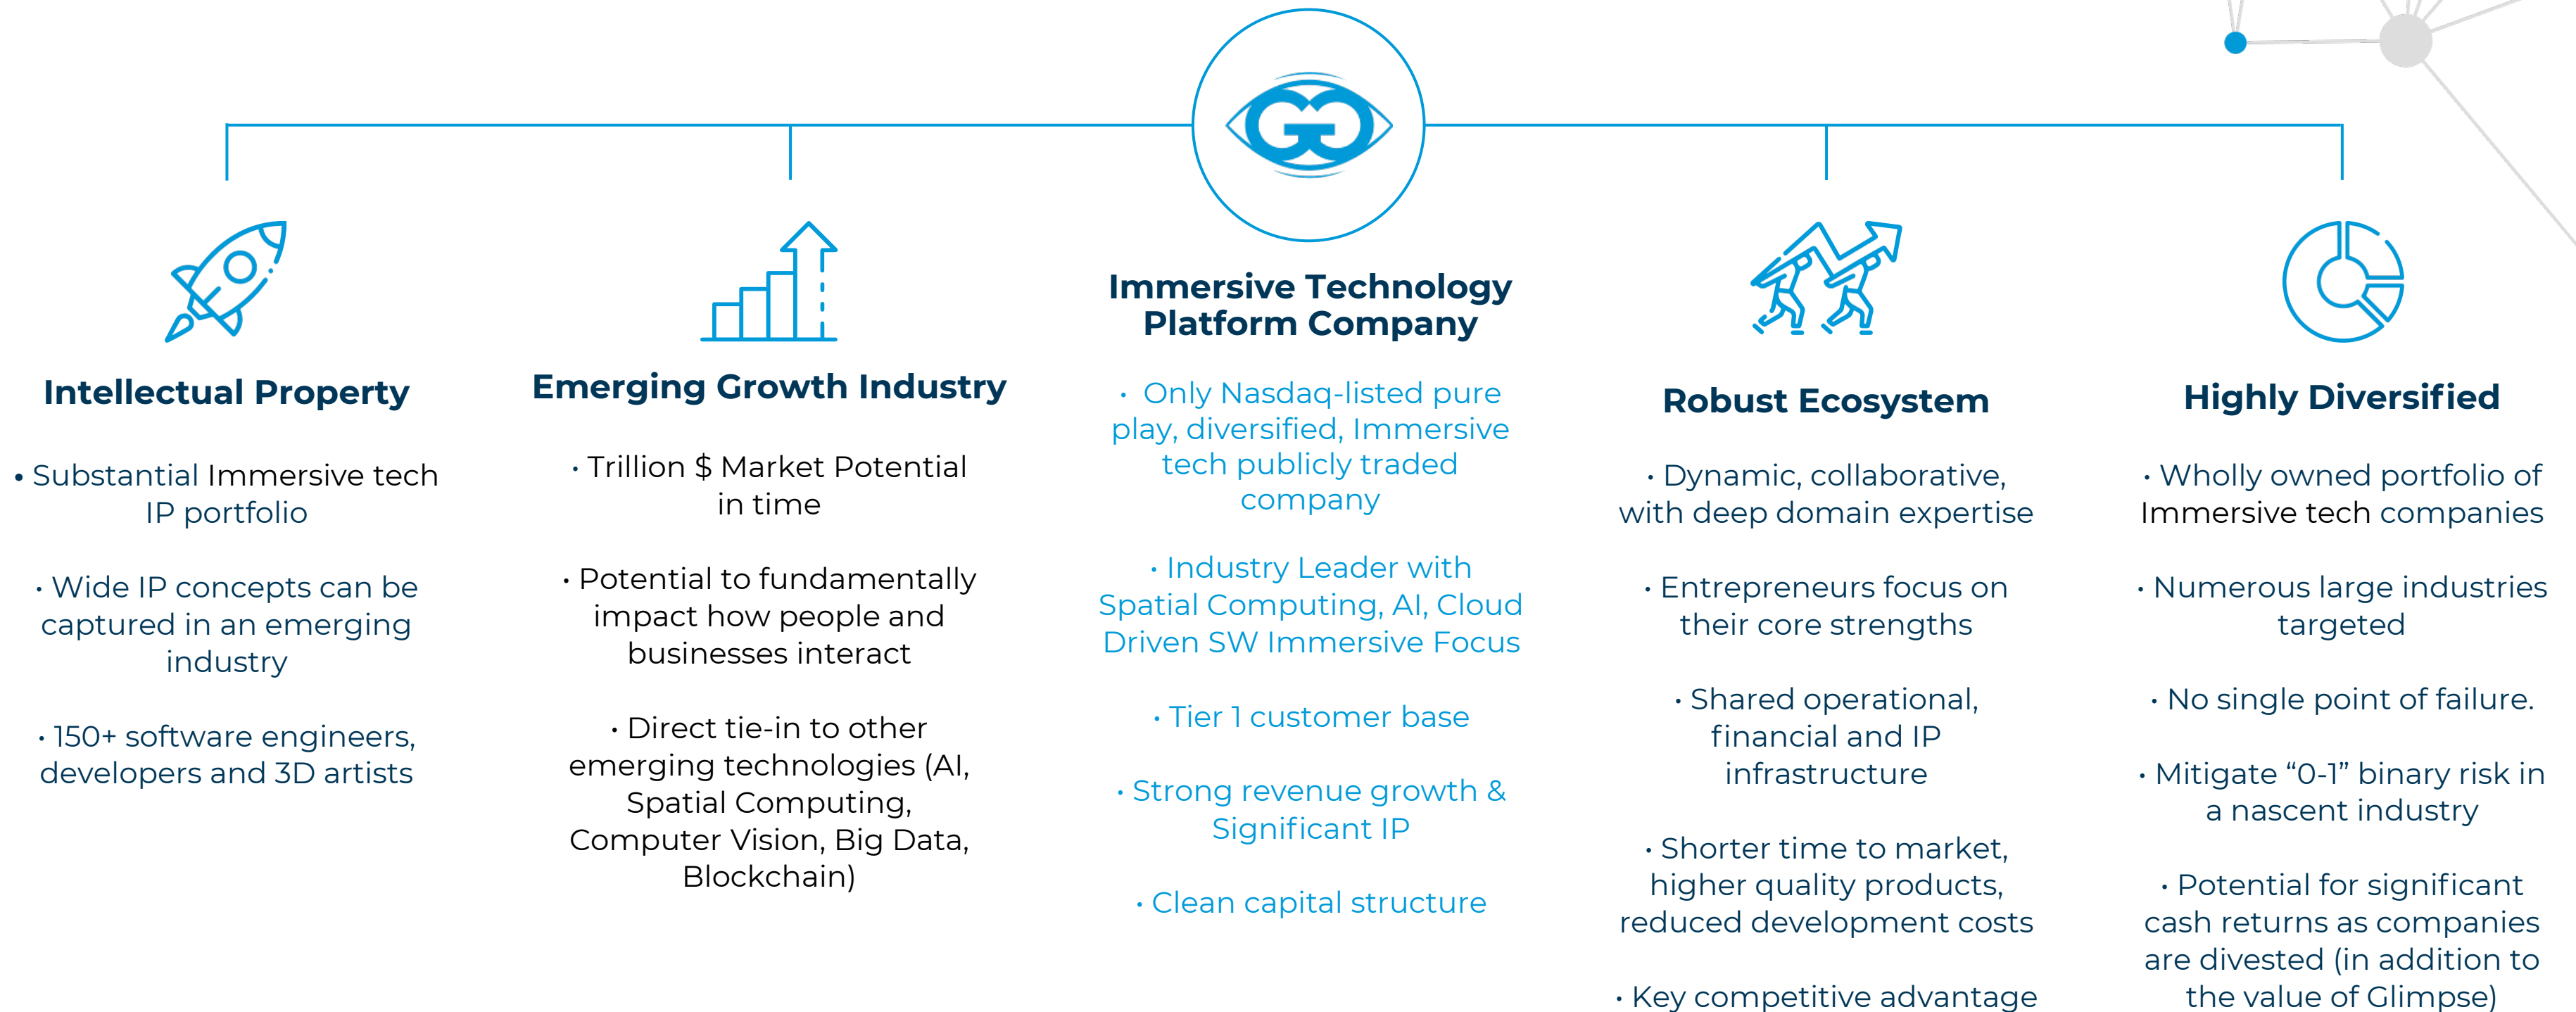 Intellectual Property
• Substantial Immersive tech
IP portfolio
• Wide IP concepts can be
captured in an emerging
industry
• 150+ software engineers,
developers and 3D artists
Emerging Growth Industry
• Trillion $ Market Potential
in time
• Potential to fundamentally
impact how people and
businesses interact
• Direct tie-in to other
emerging technologies (AI,
Spatial Computing,
Computer Vision, Big Data,
Blockchain)
Immersive Technology
Platform Company
• Only Nasdaq-listed pure
play, diversified, Immersive
tech publicly traded
company
• Industry Leader with
Spatial Computing, AI, Cloud
Driven SW Immersive Focus
• Tier 1 customer base
• Strong revenue growth &
Significant IP
• Clean capital structure
Robust Ecosystem
• Dynamic, collaborative,
with deep domain expertise
• Entrepreneurs focus on
their core strengths
• Shared operational,
financial and IP
infrastructure
• Shorter time to market,
higher quality products,
reduced development costs
• Key competitive advantage
Highly Diversified
• Wholly owned portfolio of
Immersive tech companies
• Numerous large industries
targeted
• No single point of failure.
• Mitigate “0-1” binary risk in
a nascent industry
• Potential for significant
cash returns as companies
are divested (in addition to
the value of Glimpse)